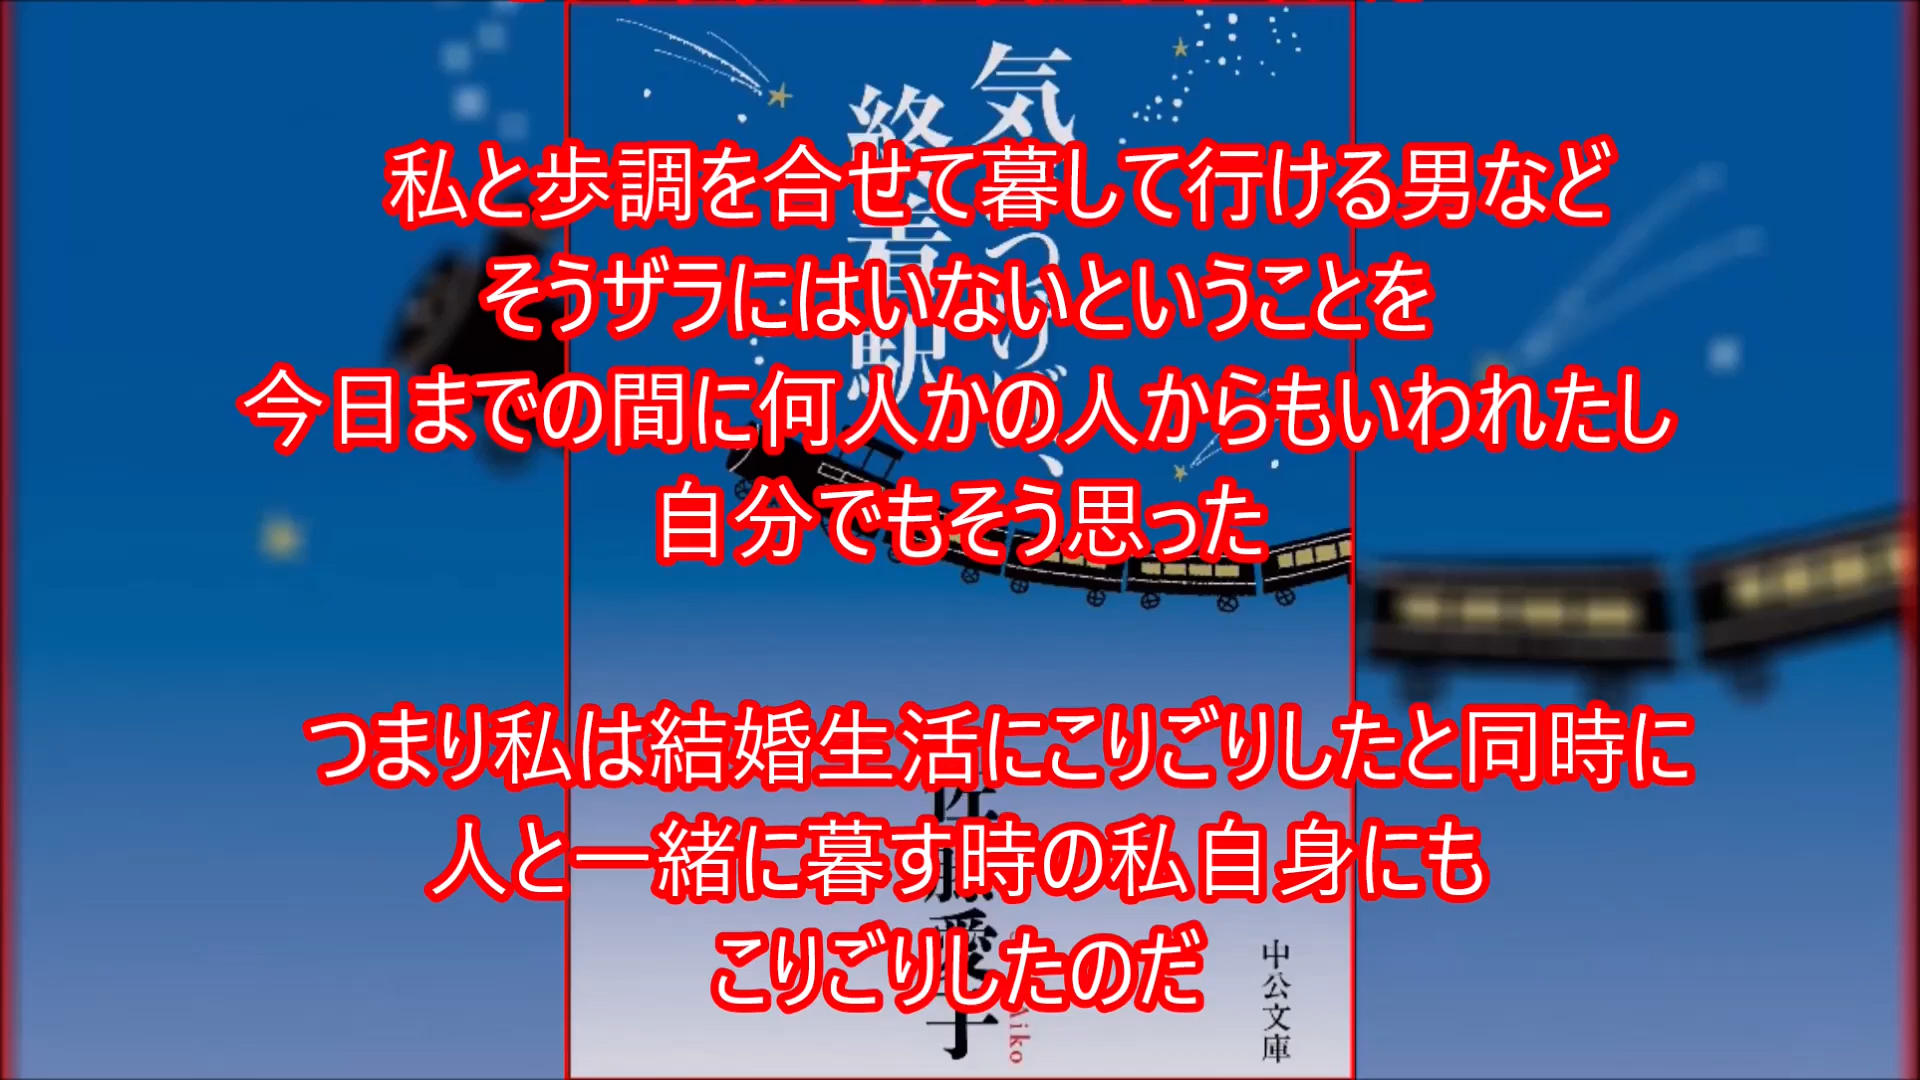 私と歩調を合せて暮して行ける男など
そうザラにはいないということを
今日までの間に何人かの人からもいわれたし
自分でもそう思った
つまり私は結婚生活にこりごりしたと同時に
人と一緒に暮す時の私自身にも
こりごりしたのだ
終着駅
中公文庫